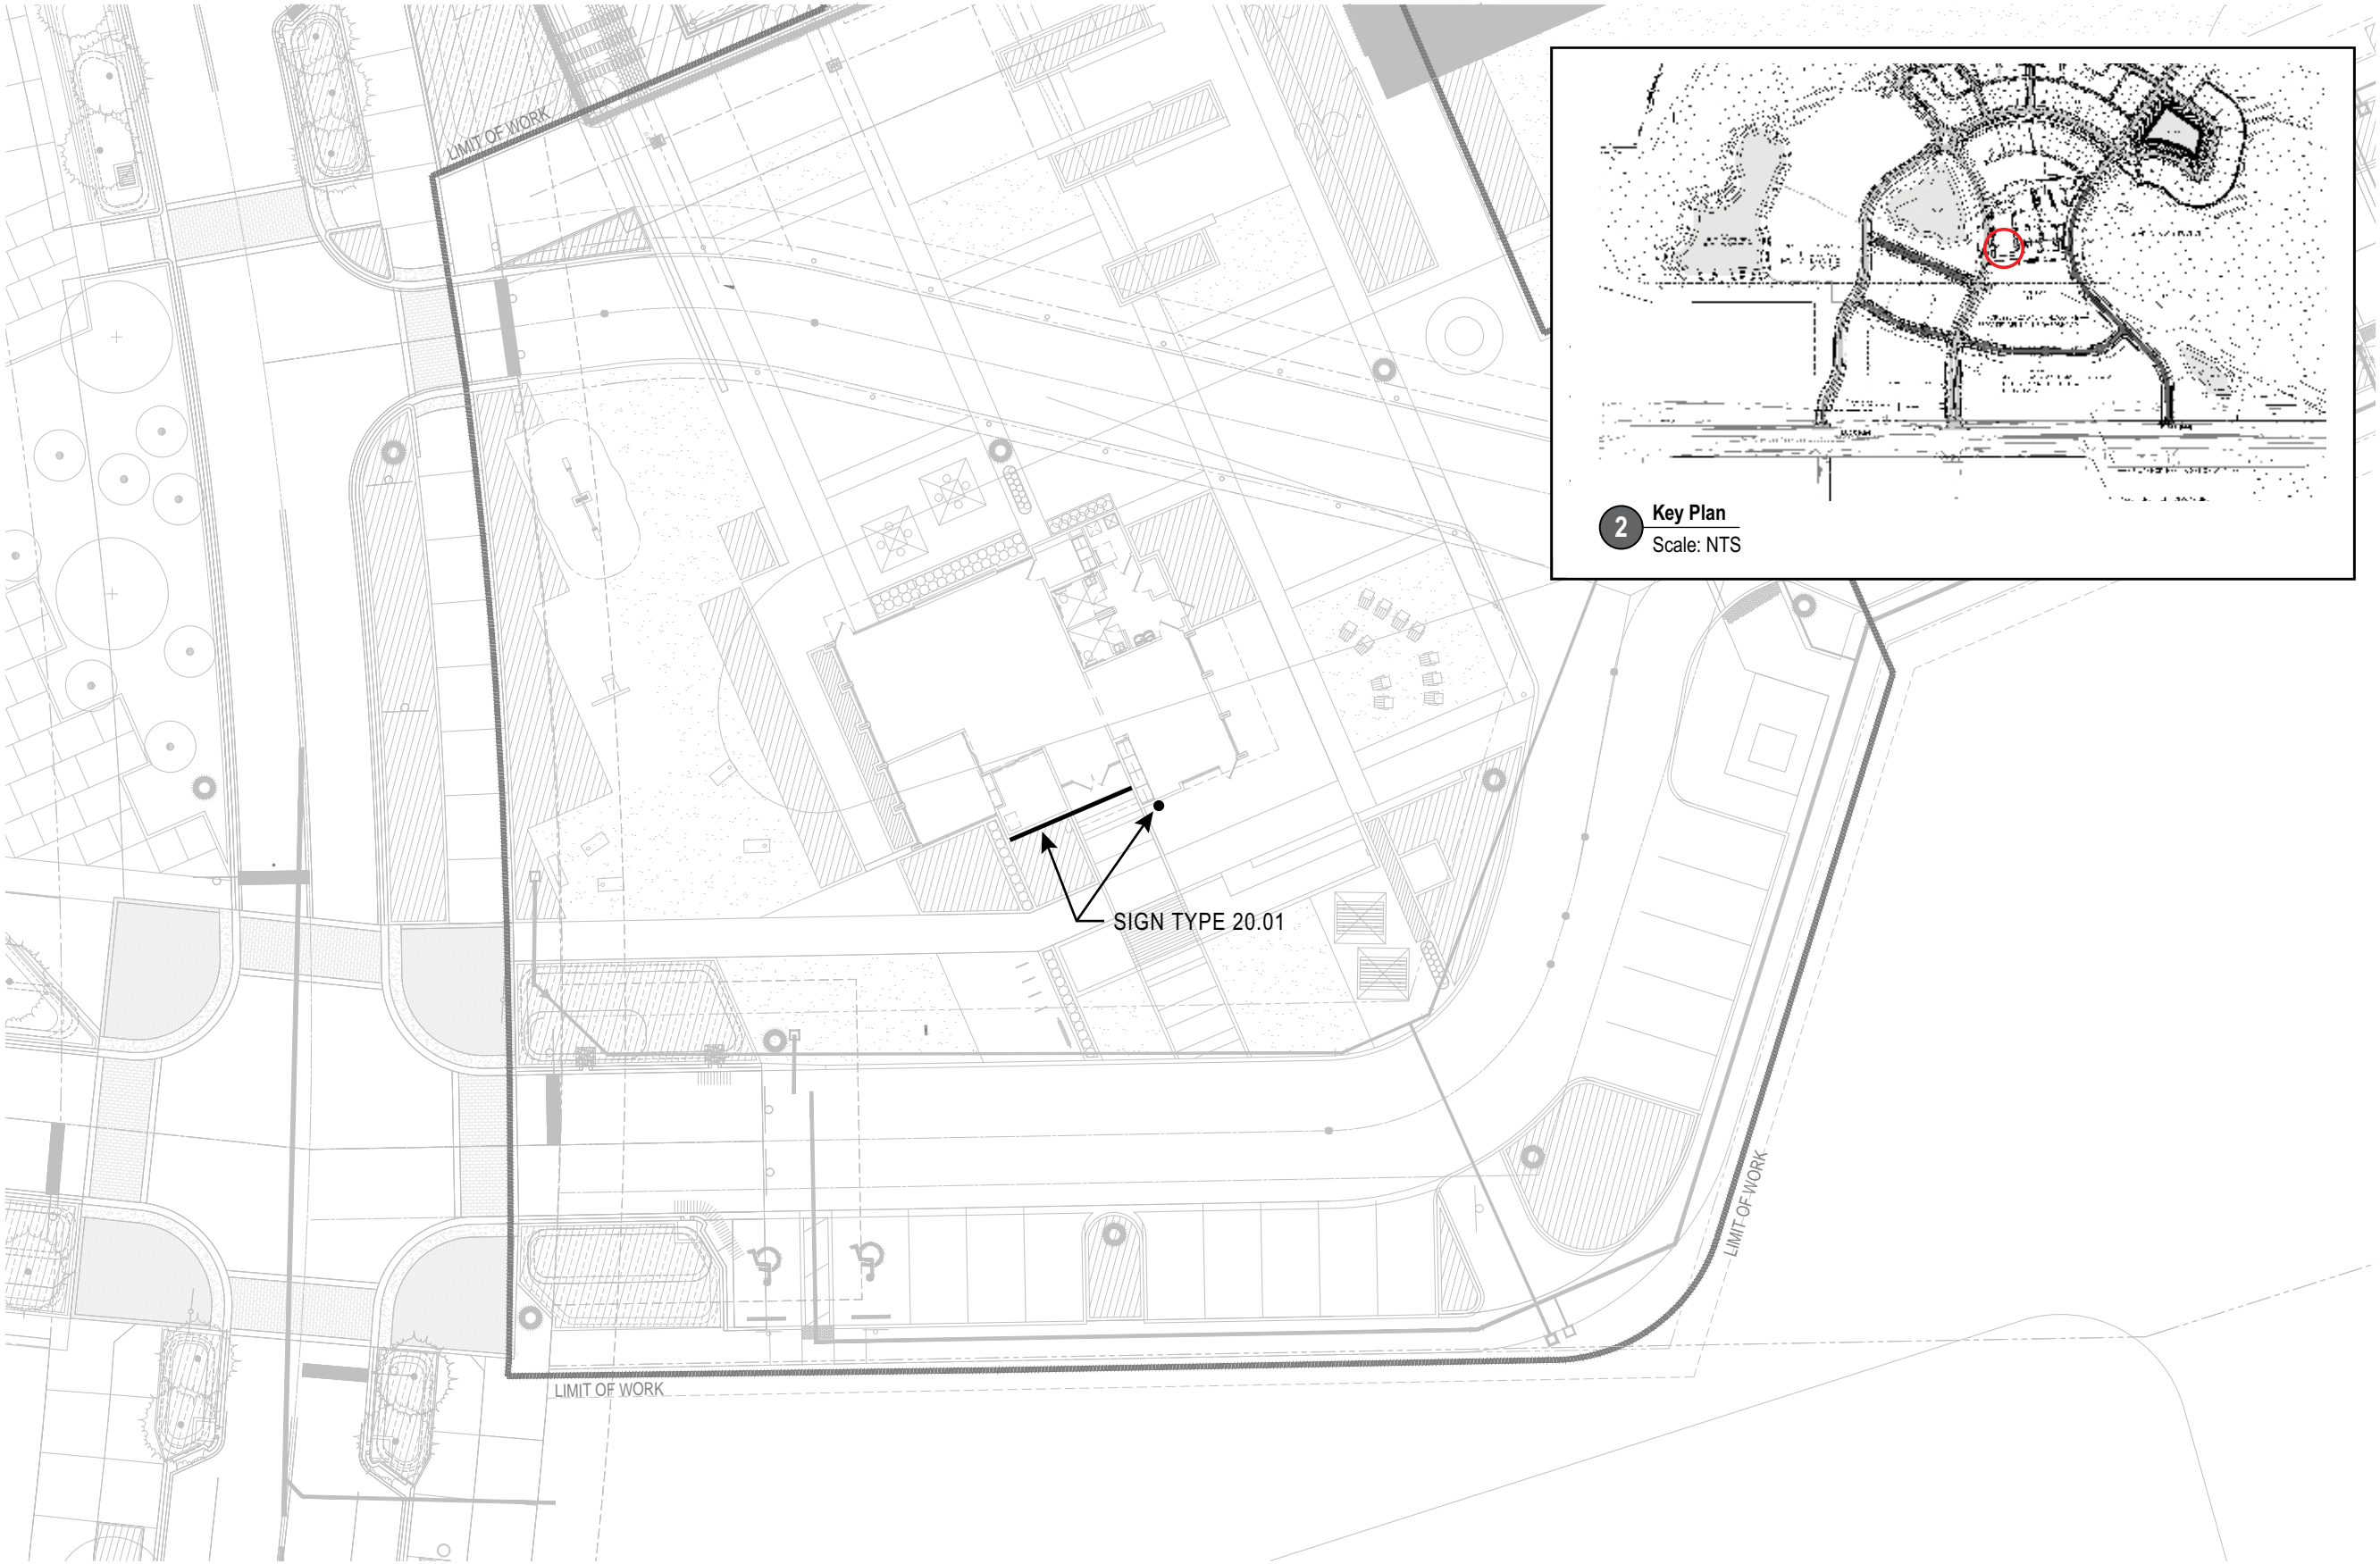 LIMIT OF WORK
2
Key Plan
Scale: NTS
SIGN TYPE 20.01
LIMIT OF WORK
LIMIT OF WORK